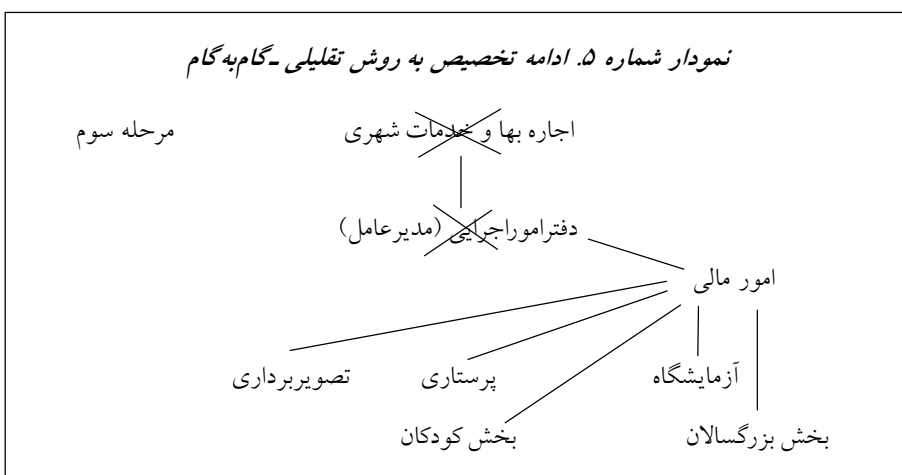 نمودار شماره ۵. ادامه تخصیص به روش تقلیلی ـ گام‌به‌گام
اجاره بها و خدمات شهری
مرحله سوم
دفتراموراجرایی (مدیرعامل)
امور مالی
آزمایشگاه
پرستاری
تصویربرداری
بخش بزرگسالان
بخش کودکان